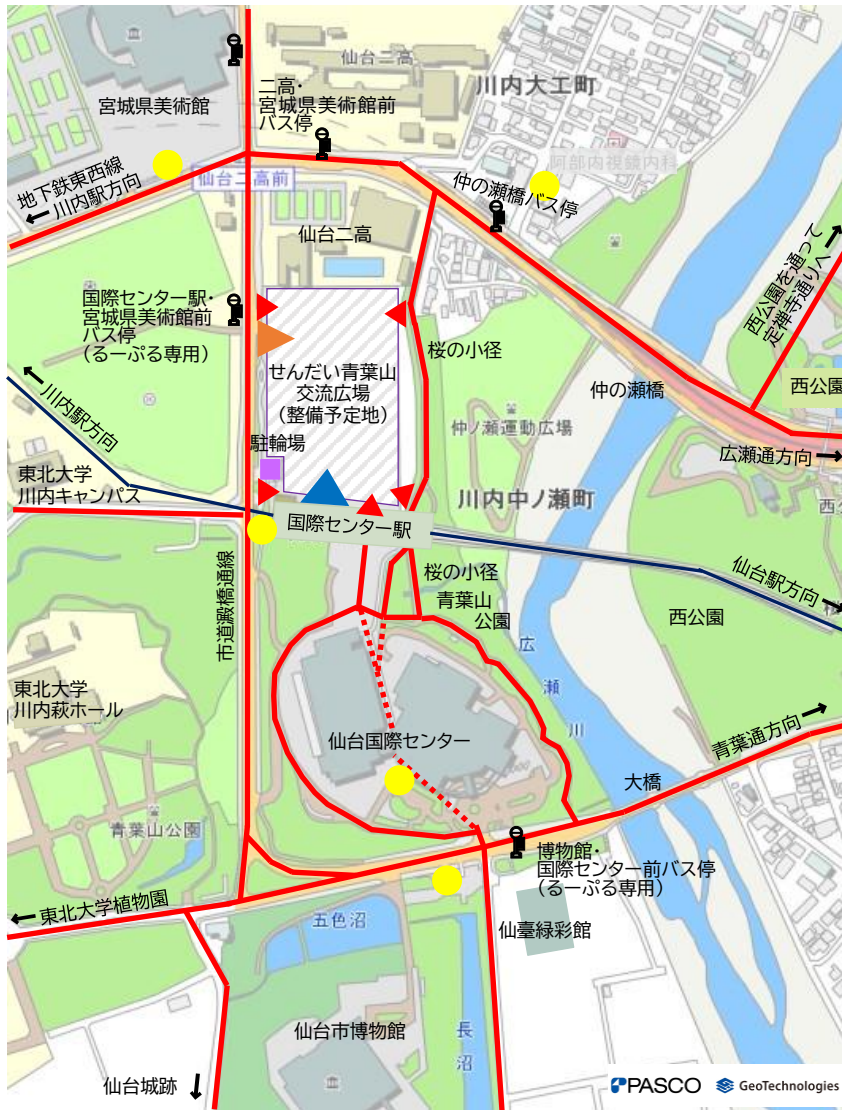 仙台二高
川内大工町
宮城県美術館
二高・
宮城県美術館前
バス停
阿部内視鏡内科
地下鉄東西線
川内駅方向
仙台二高前
仲の瀬橋バス停
仙台二高
西公園を通って
定禅寺通りへ
国際センター駅・
宮城県美術館前
バス停
(るーぷる専用)
せんだい青葉山
交流広場
(整備予定地)
桜の小径
仲の瀬橋
西公園
川内駅方向
仲ノ瀬運動広場
駐輪場
広瀬通方向
東北大学
川内キャンパス
川内中ノ瀬町
国際センター駅
西公
仙台駅方向
市道澱橋通線
桜の小径
青葉山
公園
西公園
広瀬川
東北大学
川内萩ホール
仙台国際センター
青葉通方向
大橋
青葉山公園
博物館・
国際センター前バス停
(るーぷる専用)
東北大学植物園
五色沼
仙臺緑彩館
仙台市博物館
長沼
仙台城跡
PASCO
GeoTechnologies